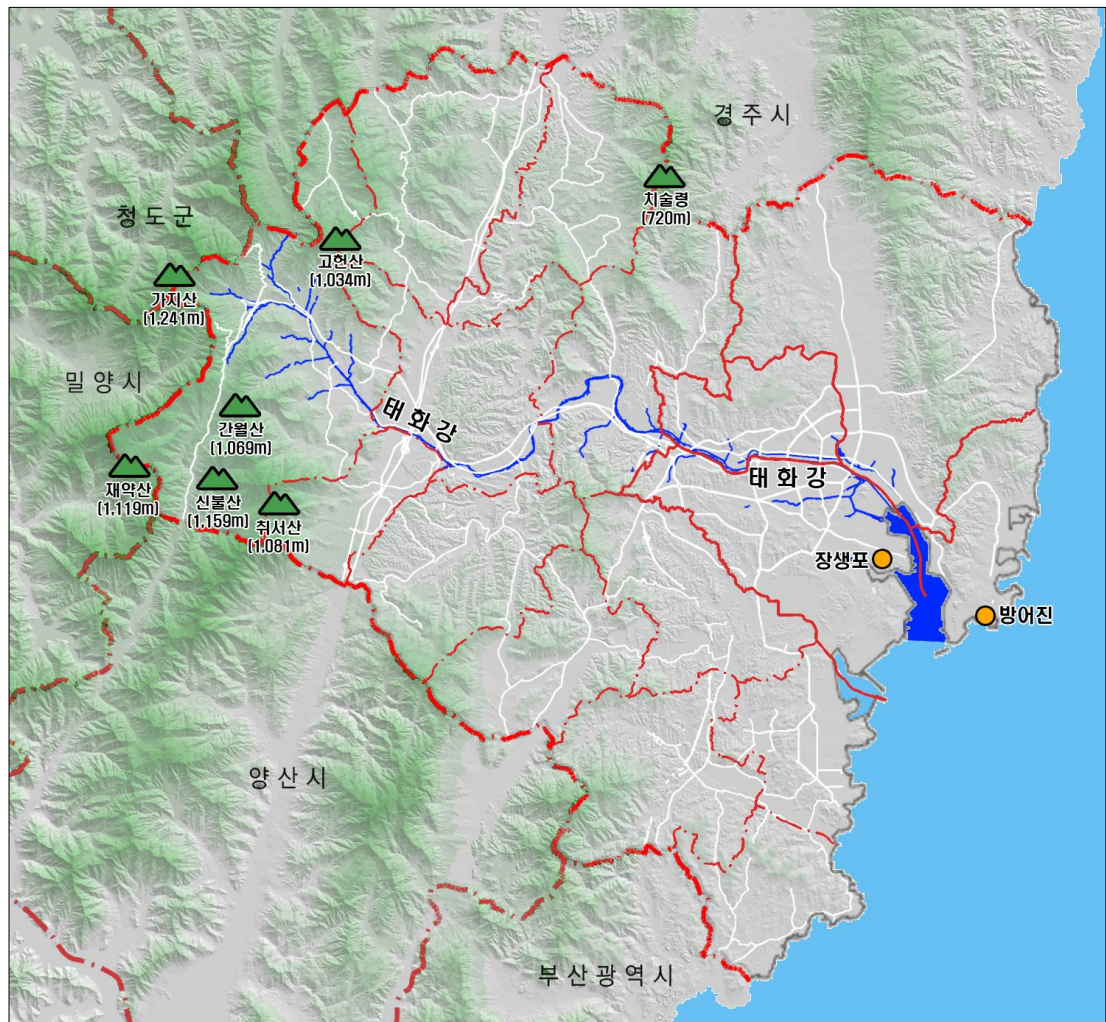 경주시
치술령
(720m)
청도군
고헌산
(1,034m)
가지산
(1,241m)
밀양시
간월산
(1,069m)
태화강
재약산
(1,119m)
신불산
(1,159m)
취서산
(1,081m)
태화강
장생포
방어진
양산시
부산광역시